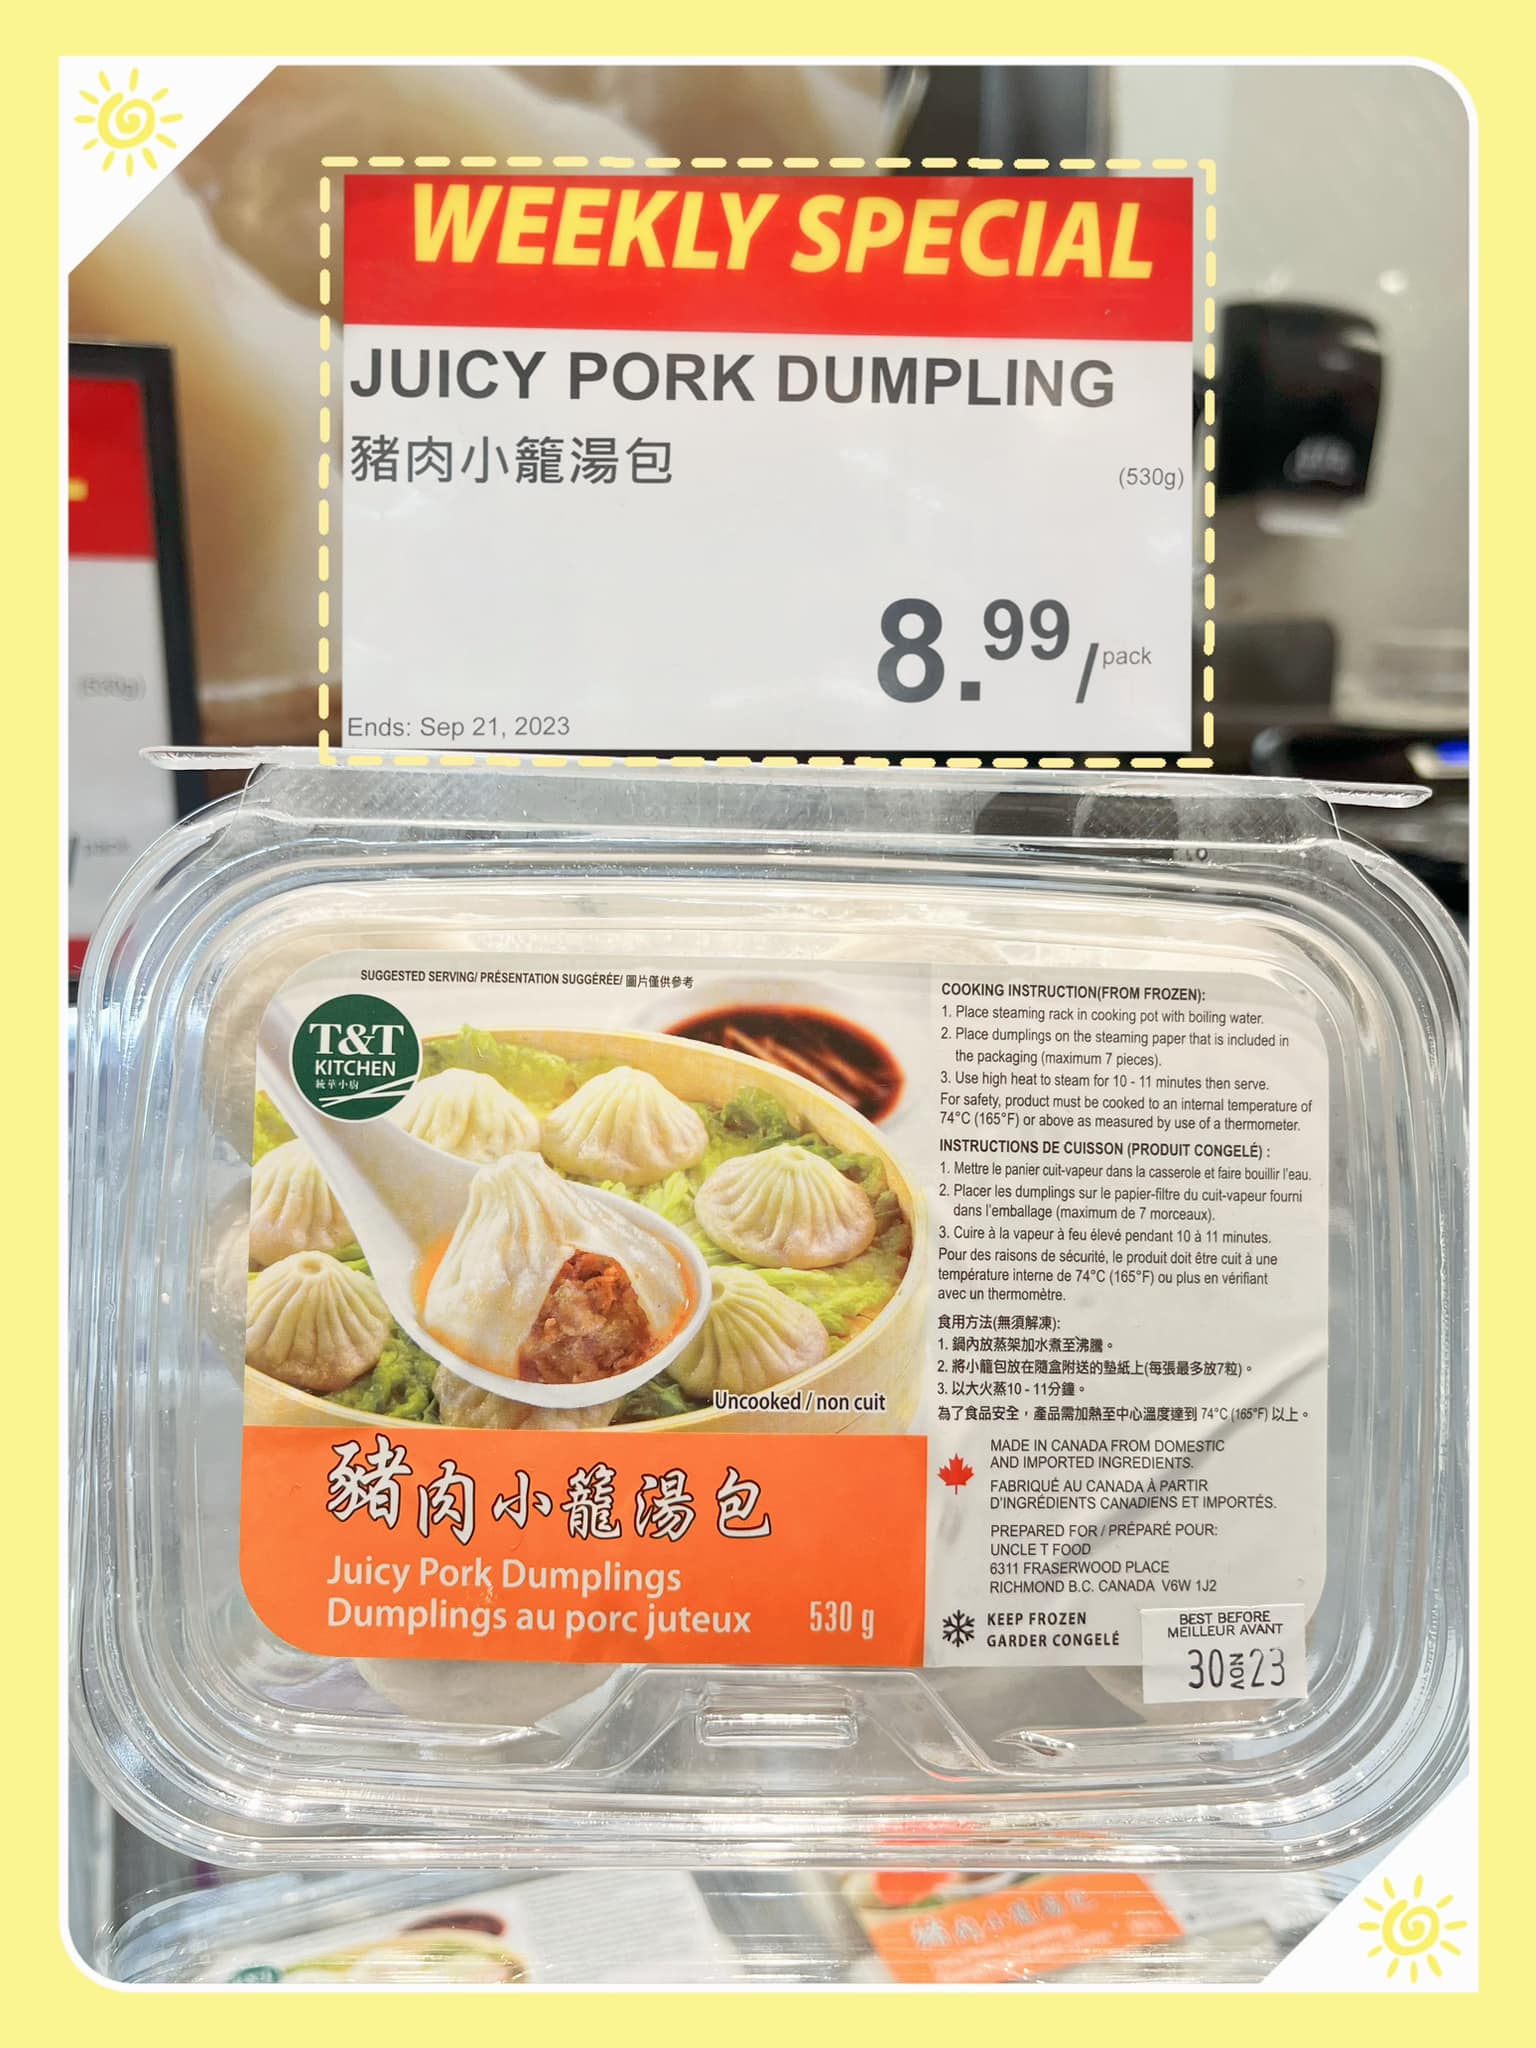 WEEKLY SPECIAL
JUICY PORK DUMPLING
豬肉小籠湯包
(530g)
8.99/pack
Ends: Sep 21, 2023
SUGGESTED SERVING/ PRÉSENTATION SUGGÉRÉE/ 圖片僅供參考
T&T
KITCHEN
統華小廚
Uncooked / non cuit
豬肉小籠湯包
Juicy Pork Dumplings
Dumplings au porc juteux
530 g
COOKING INSTRUCTION(FROM FROZEN):
1. Place steaming rack in cooking pot with boiling water.
2. Place dumplings on the steaming paper that is included in
the packaging (maximum 7 pieces).
3. Use high heat to steam for 10 - 11 minutes then serve.
For safety, product must be cooked to an internal temperature of
74°C (165°F) or above as measured by use of a thermometer.
INSTRUCTIONS DE CUISSON (PRODUIT CONGELÉ) :
1. Mettre le panier cuit-vapeur dans la casserole et faire bouillir l'eau.
2. Placer les dumplings sur le papier-filtre du cuit-vapeur fourni
dans l'emballage (maximum de 7 morceaux).
3. Cuire à la vapeur à feu élevé pendant 10 à 11 minutes.
Pour des raisons de sécurité, le produit doit être cuit à une
température interne de 74°C (165°F) ou plus en vérifiant
avec un thermomètre.
食用方法(無須解凍):
1. 鍋內放蒸架加水煮至沸騰。
2. 將小籠包放在隨盒附送的墊紙上(每張最多放7粒)。
3. 以大火蒸10 - 11分鐘。
為了食品安全，產品需加熱至中心溫度達到 74°C (165°F) 以上。
MADE IN CANADA FROM DOMESTIC
AND IMPORTED INGREDIENTS.
FABRIQUÉ AU CANADA À PARTIR
D'INGRÉDIENTS CANADIENS ET IMPORTÉS.
PREPARED FOR / PRÉPARÉ POUR:
UNCLE T FOOD
6311 FRASERWOOD PLACE
RICHMOND B.C. CANADA V6W 1J2
KEEP FROZEN
GARDER CONGELÉ
BEST BEFORE
MEILLEUR AVANT
30 NOV 23
(530g)
豬肉小籠湯包